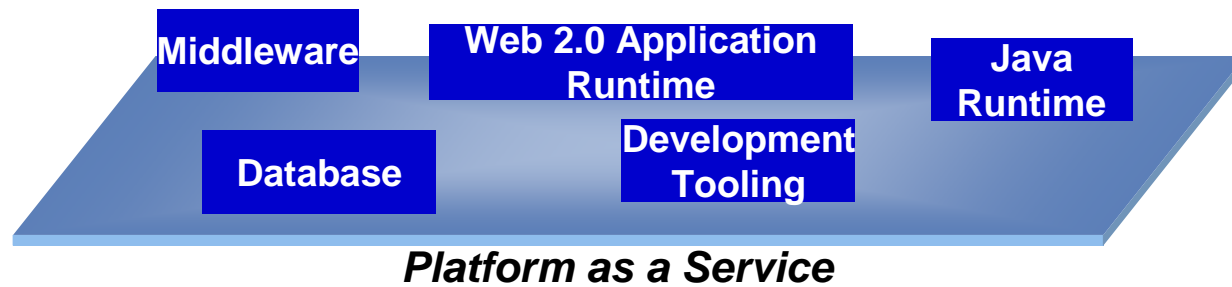 Middleware
Web 2.0 Application
Runtime
Java
Runtime
Database
Development
Tooling
Platform as a Service